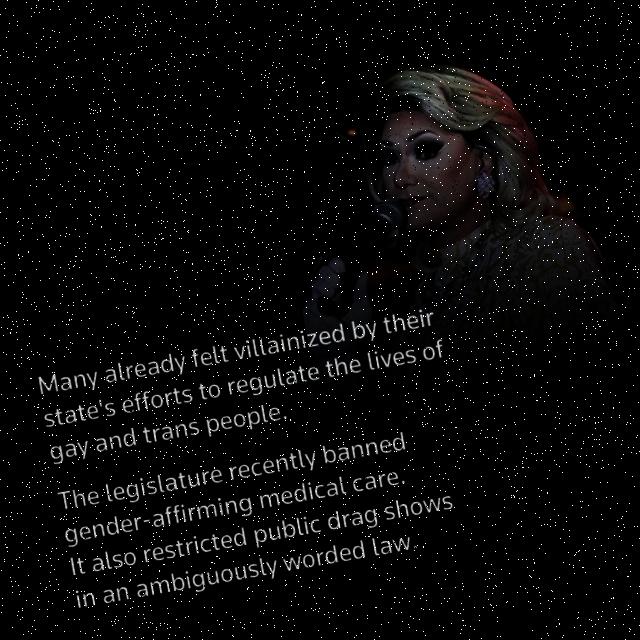 Many already felt villainized by their
state's efforts to regulate the lives of
gay and trans people.
The legislature recently banned
gender-affirming medical care.
It also restricted public drag shows
in an ambiguously worded law